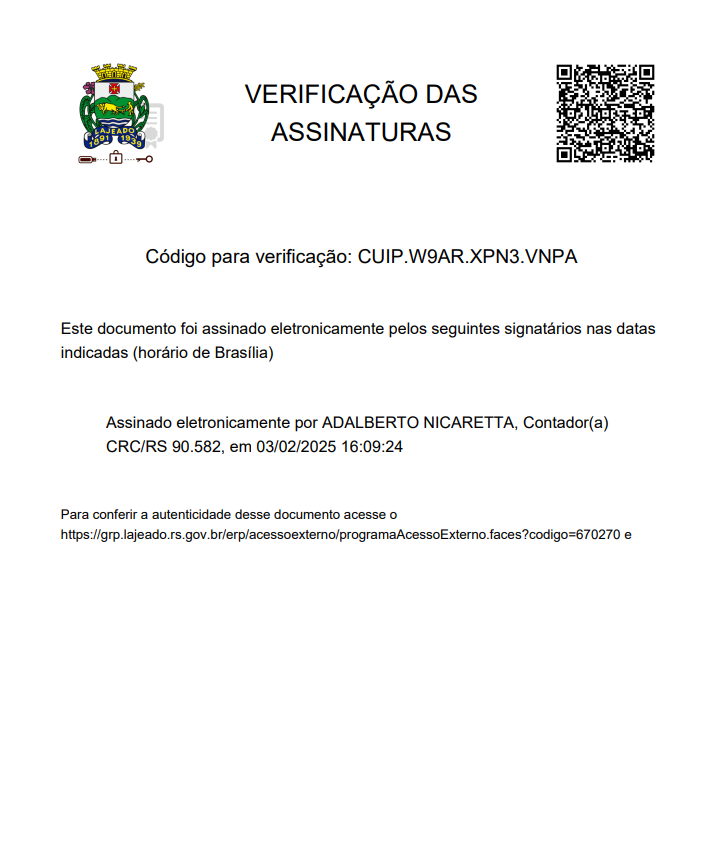 LAJEADO
1891 1939
VERIFICAÇÃO DAS
ASSINATURAS
Código para verificação: CUIP.W9AR.XPN3.VNPA
Este documento foi assinado eletronicamente pelos seguintes signatários nas datas
indicadas (horário de Brasília)
Assinado eletronicamente por ADALBERTO NICARETTA, Contador(a)
CRC/RS 90.582, em 03/02/2025 16:09:24
Para conferir a autenticidade desse documento acesse o
https://grp.lajeado.rs.gov.br/erp/acessoexterno/programaAcessoExterno.faces?codigo=670270 e